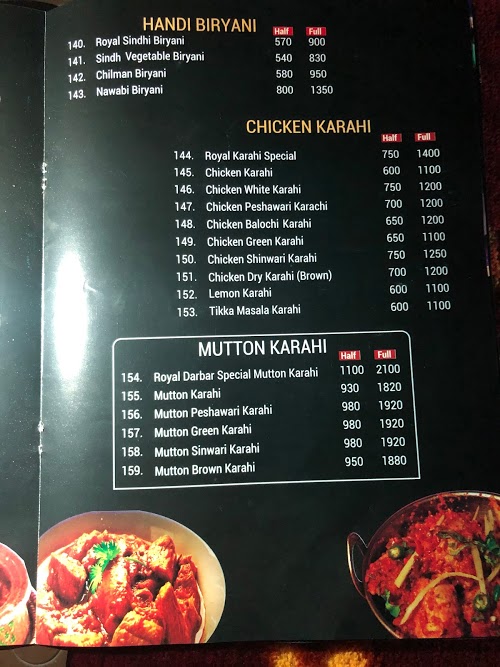 HANDI BIRYANI
Half Full
140. Royal Sindhi Biryani 570 900
141. Sindh Vegetable Biryani 540 830
142. Chilman Biryani 580 950
143. Nawabi Biryani 800 1350
CHICKEN KARAHI
Half Full
144. Royal Karahi Special 750 1400
145. Chicken Karahi 600 1100
146. Chicken White Karahi 750 1200
147. Chicken Peshawari Karachi 700 1200
148. Chicken Balochi Karahi 650 1200
149. Chicken Green Karahi 650 1100
150. Chicken Shinwari Karahi 750 1250
151. Chicken Dry Karahi (Brown) 700 1200
152. Lemon Karahi 600 1100
153. Tikka Masala Karahi 600 1100
MUTTON KARAHI
Half Full
154. Royal Darbar Special Mutton Karahi 1100 2100
155. Mutton Karahi 930 1820
156. Mutton Peshawari Karahi 980 1920
157. Mutton Green Karahi 980 1920
158. Mutton Sinwari Karahi 980 1920
159. Mutton Brown Karahi 950 1880